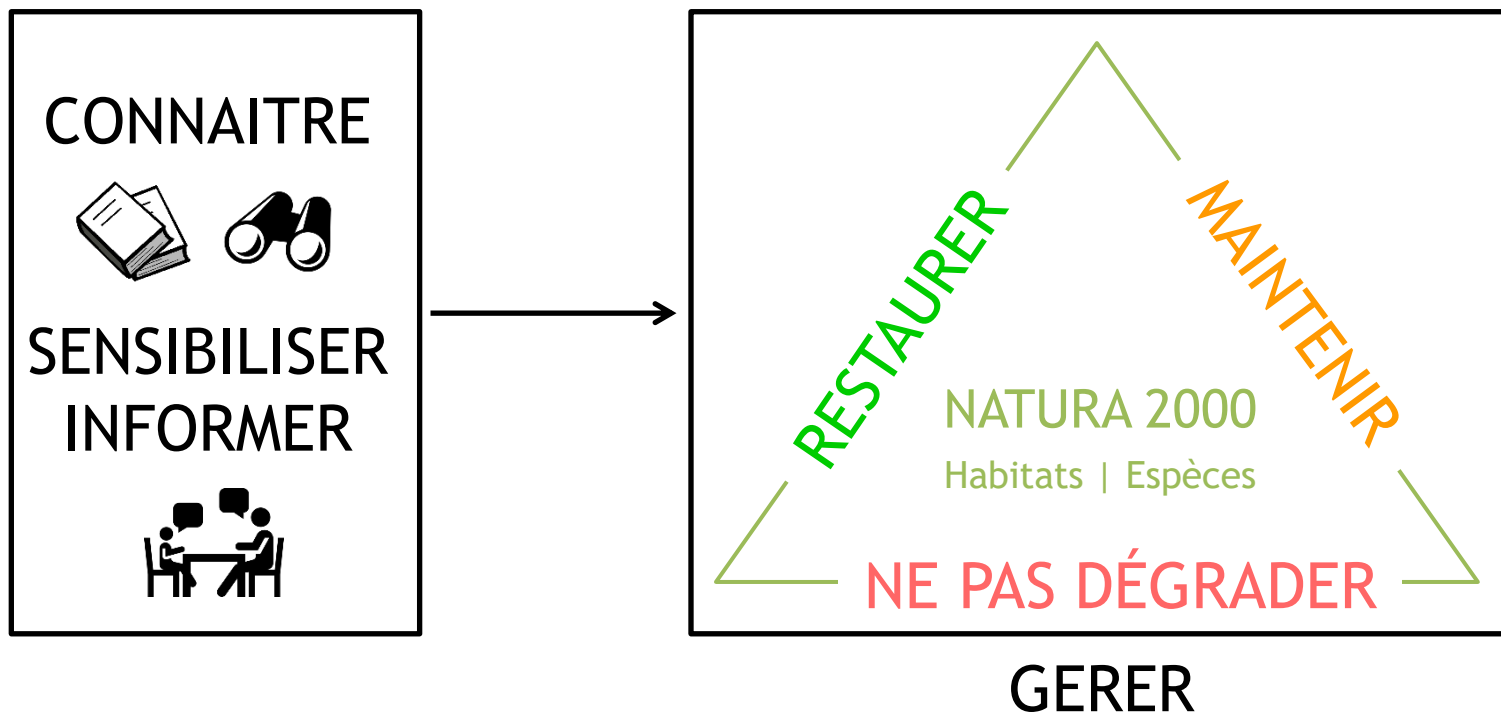 CONNAITRE
SENSIBILISER
INFORMER
RESTAURER
MAINTENIR
NATURA 2000
Habitats | Espèces
NE PAS DÉGRADER
GERER